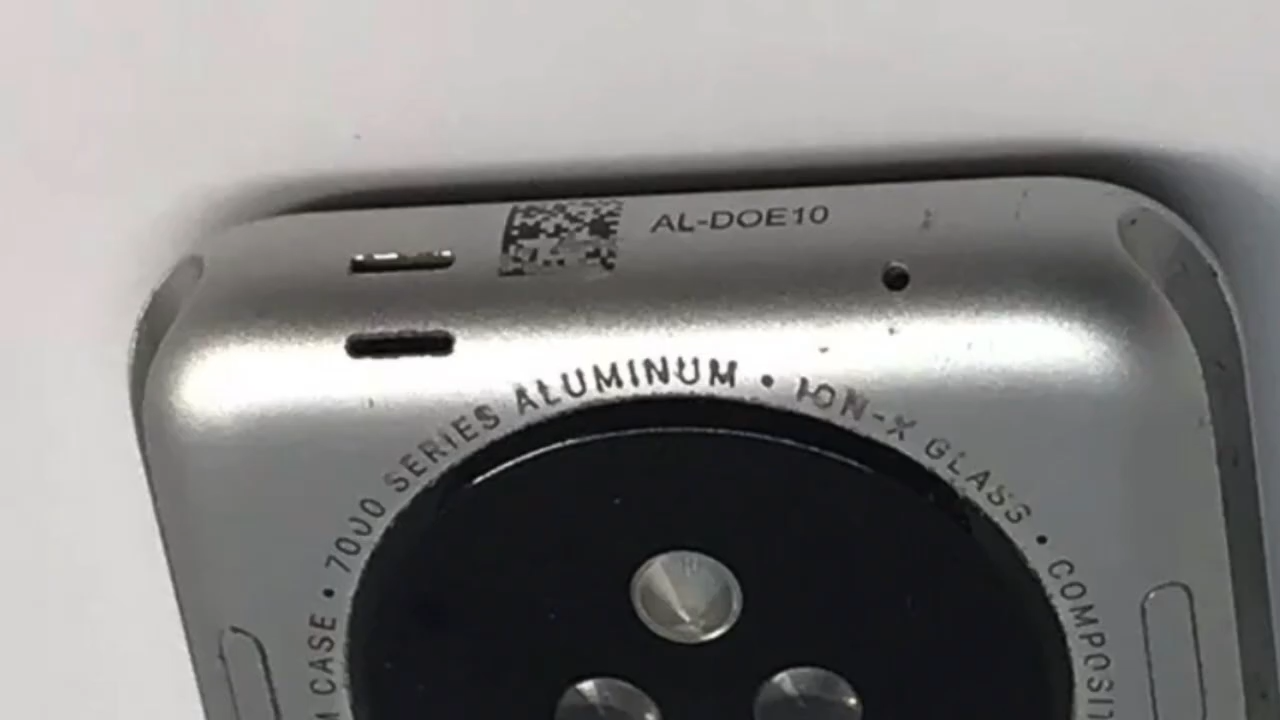 AL-DOE10
M CASE • 7000 SERIES ALUMINUM • ION-X GLASS • COMPOSIT